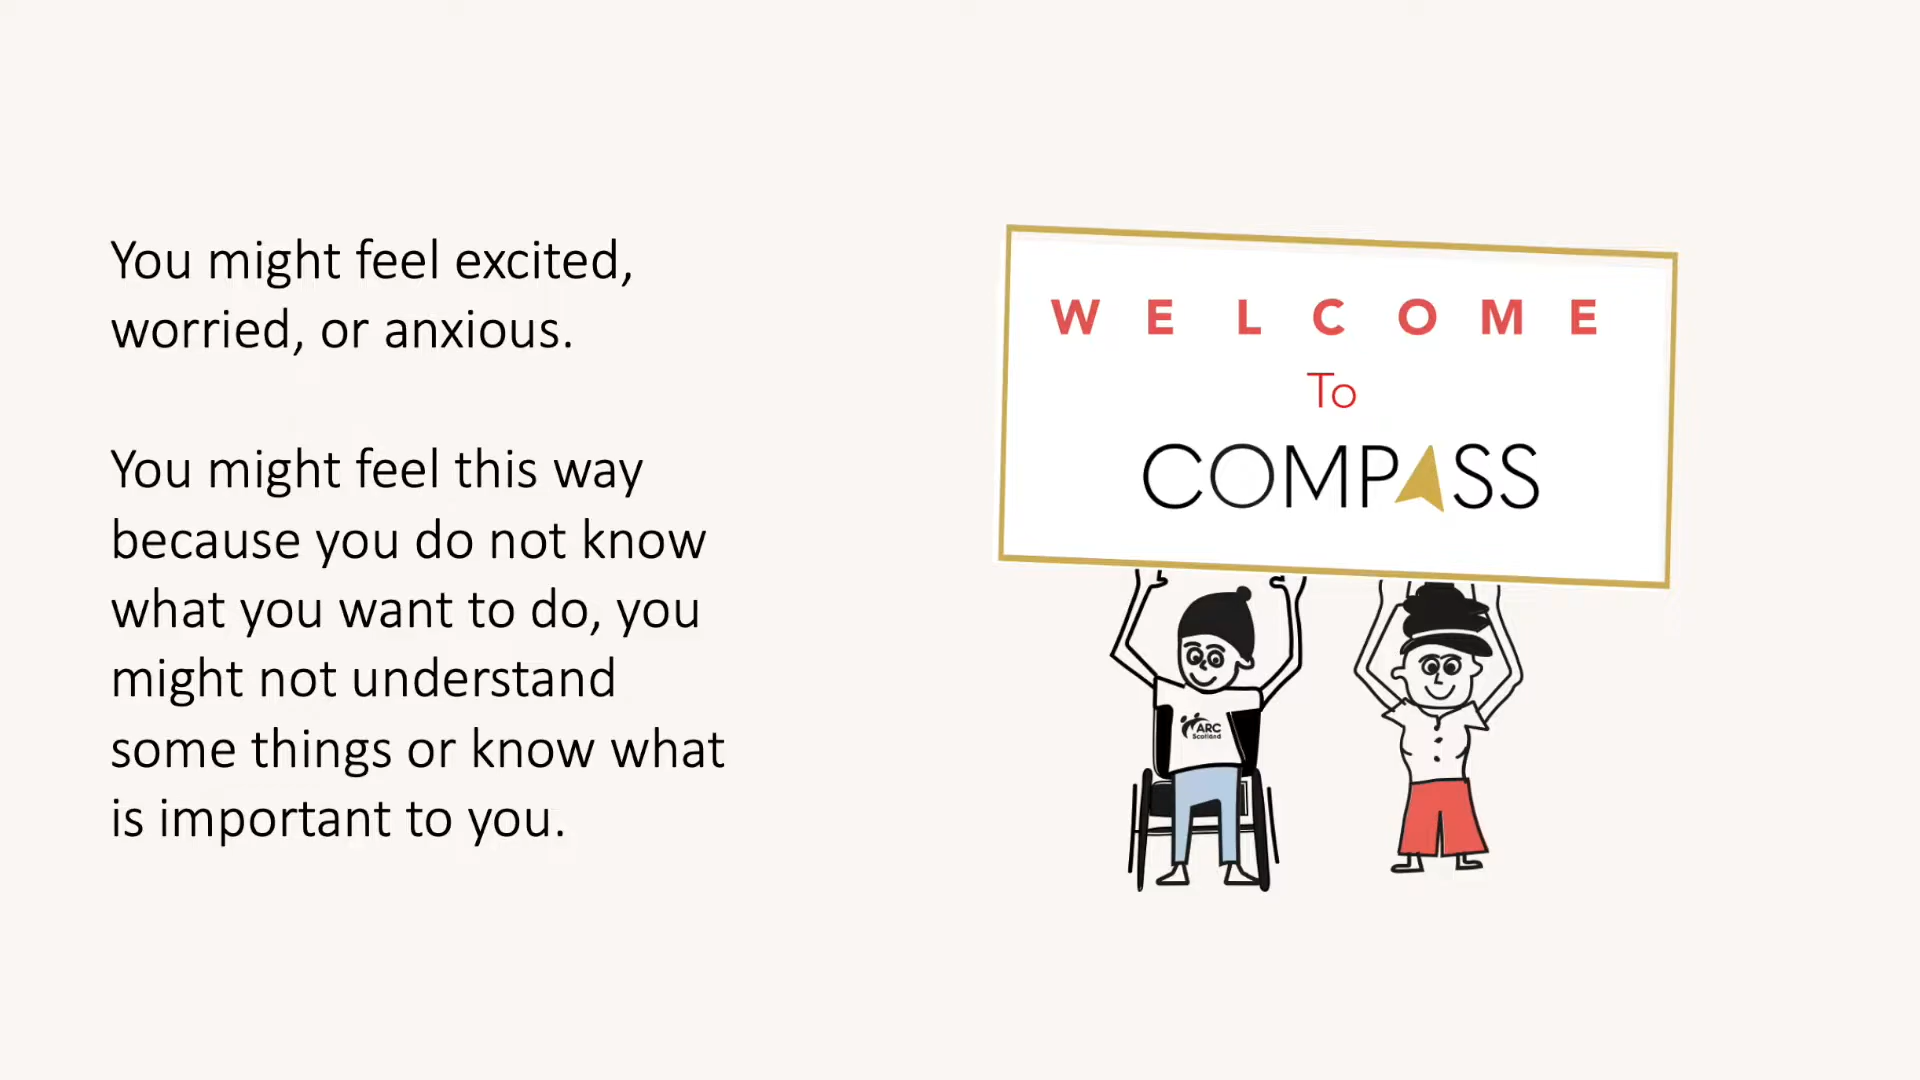 You might feel excited,
worried, or anxious.
You might feel this way
because you do not know
what you want to do, you
might not understand
some things or know what
is important to you.
WELCOME
To
COMPASS
ARC
Scotland